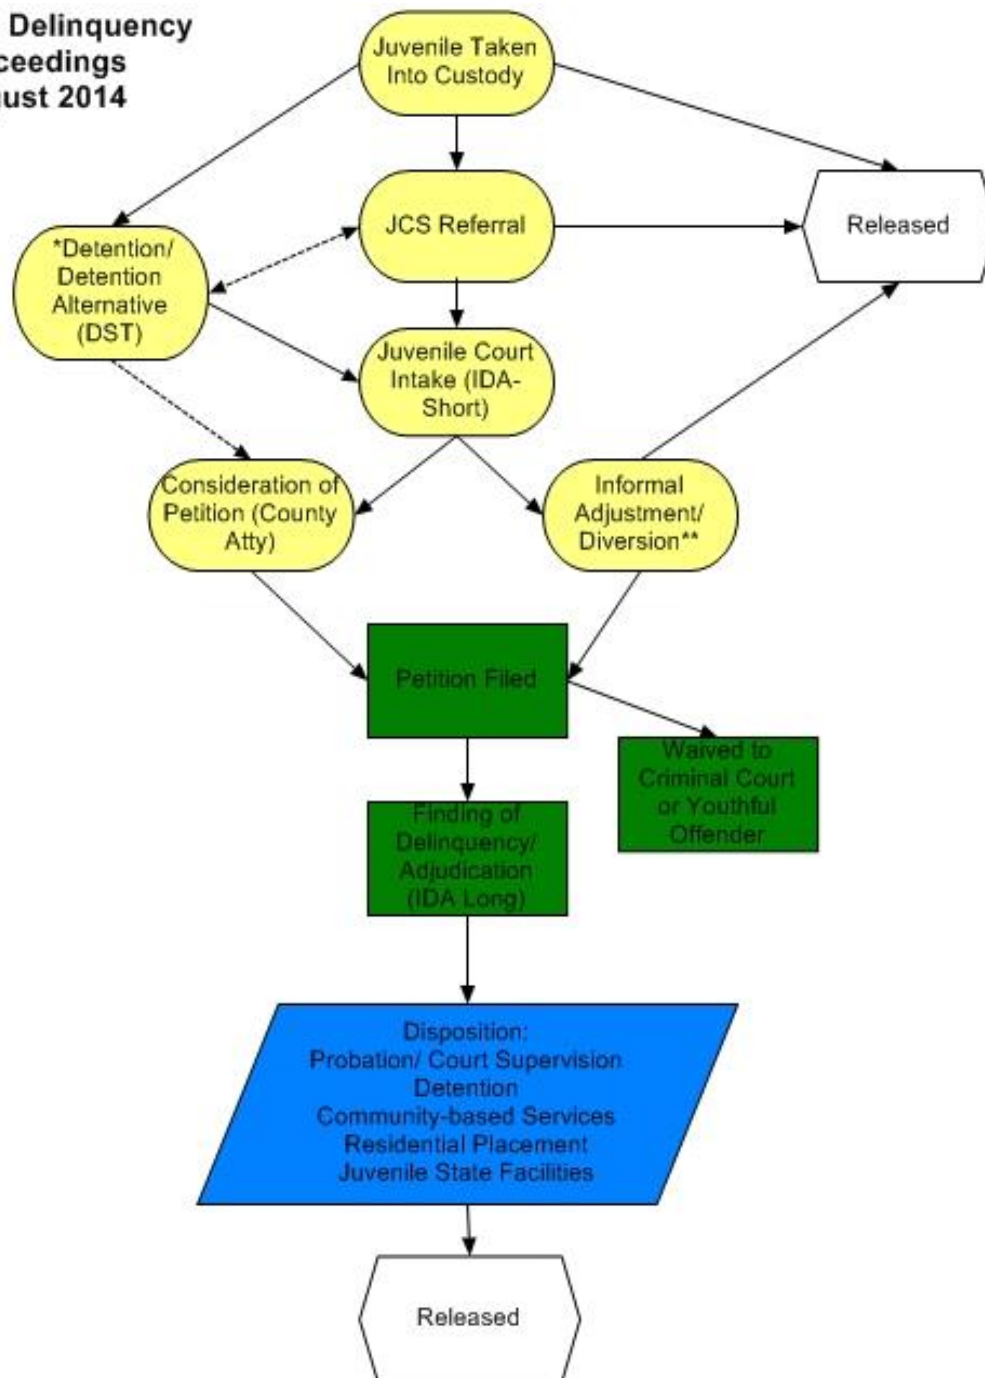 Delinquency
ceedings
gust 2014
Juvenile Taken
Into Custody
JCS Referral
Released
*Detention/
Detention
Alternative
(DST)
Juvenile Court
Intake (IDA-
Short)
Consideration of
Petition (County
Atty)
Informal
Adjustment/
Diversion**
Petition Filed
Waived to
Criminal Court
or Youthful
Offender
Finding of
Delinquency/
Adjudication
(IDA Long)
Disposition:
Probation/ Court Supervision
Detention
Community-based Services
Residential Placement
Juvenile State Facilities
Released